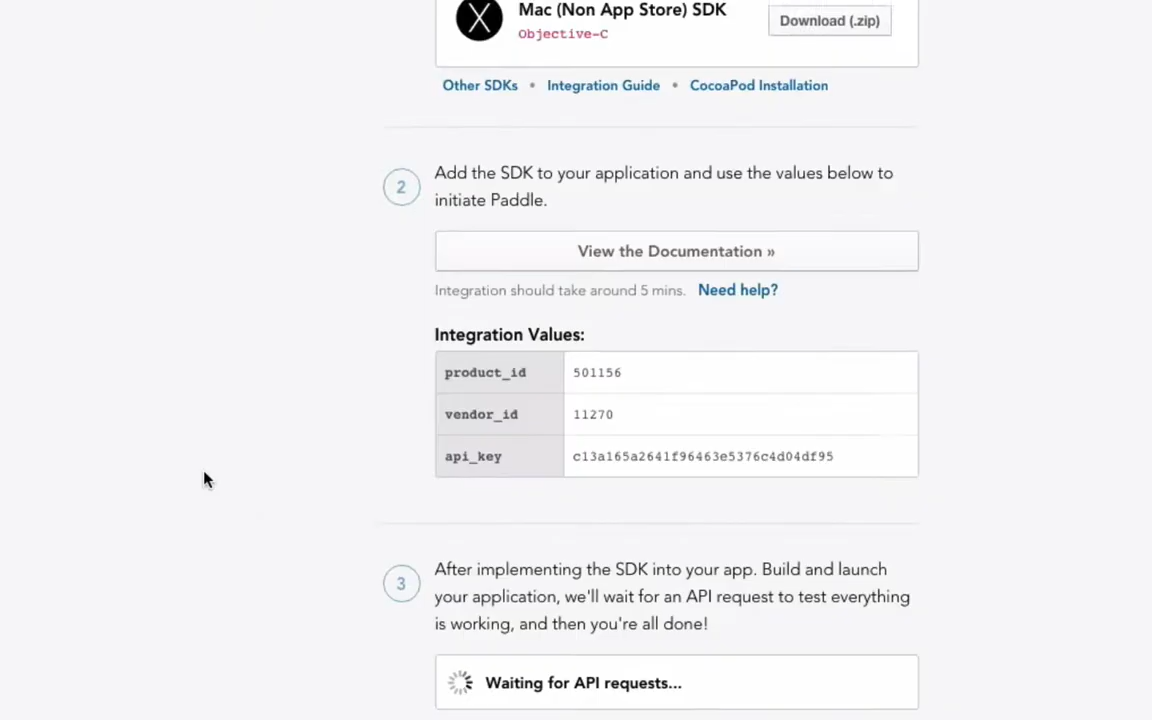 Mac (Non App Store) SDK
Download (.zip)
Objective-C
Other SDKs • Integration Guide • CocoaPod Installation
2
Add the SDK to your application and use the values below to
initiate Paddle.
View the Documentation »
Integration should take around 5 mins. Need help?
Integration Values:
product_id 501156
vendor_id 11270
api_key c13a165a2641f96463e5376c4d04df95
3
After implementing the SDK into your app. Build and launch
your application, we'll wait for an API request to test everything
is working, and then you're all done!
Waiting for API requests...